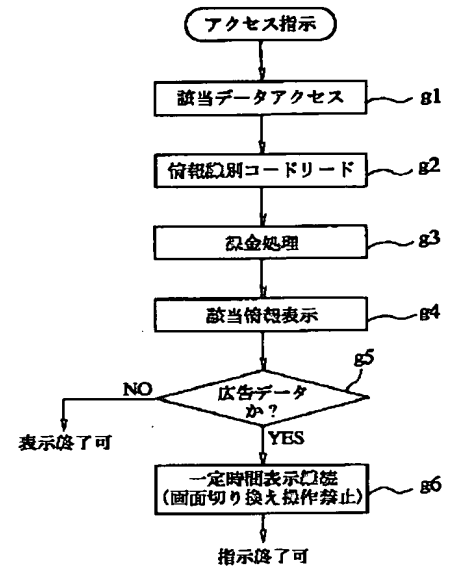 アクセス指示
該当データアクセス
g1
情報識別コードリード
g2
課金処理
g3
該当情報表示
g4
g5
広告データ
か?
NO
表示終了可
YES
一定時間表示継続
(画面切り換え操作禁止)
g6
指示終了可